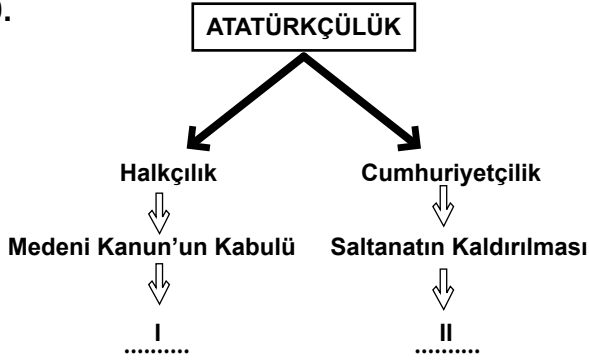 ATATÜRKÇÜLÜK
Halkçılık Cumhuriyetçilik
Medeni Kanun’un Kabulü Saltanatın Kaldırılması
I II
.......... ..........